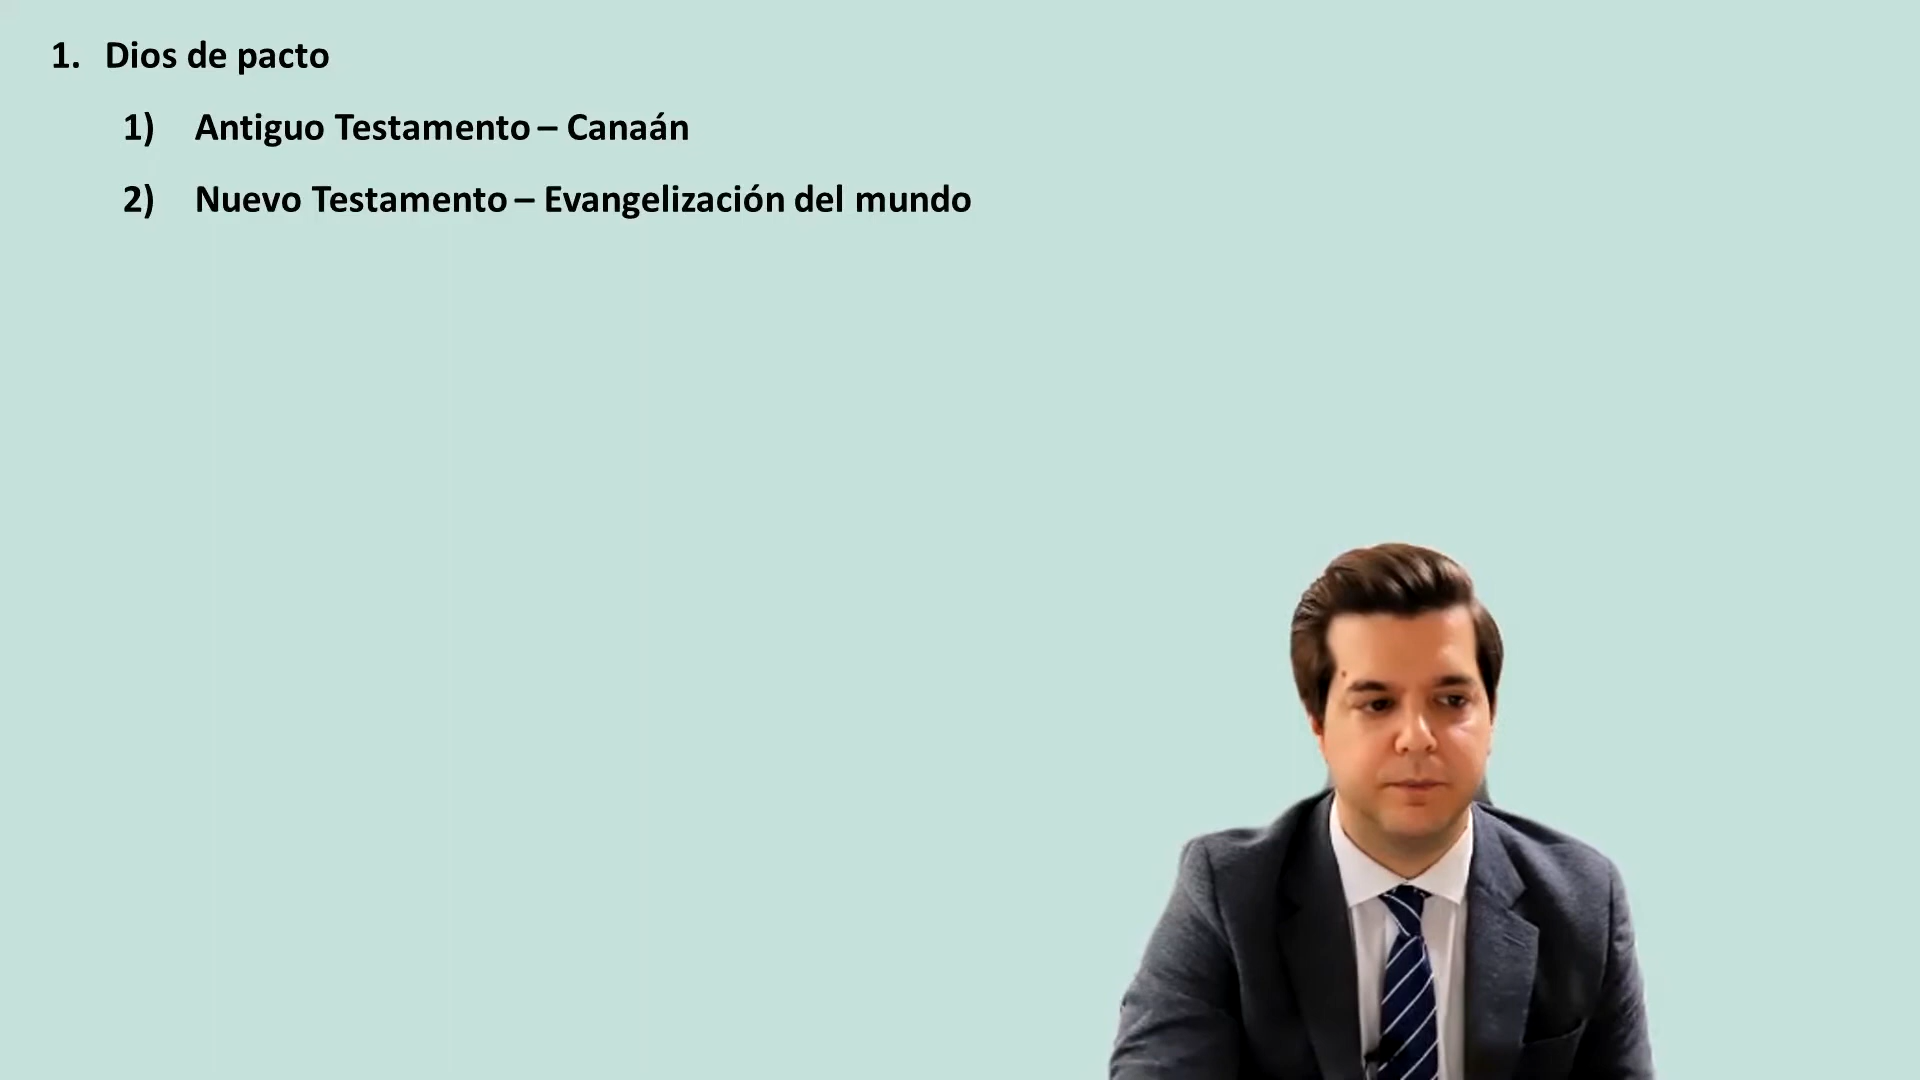 1. Dios de pacto
1) Antiguo Testamento – Canaán
2) Nuevo Testamento – Evangelización del mundo